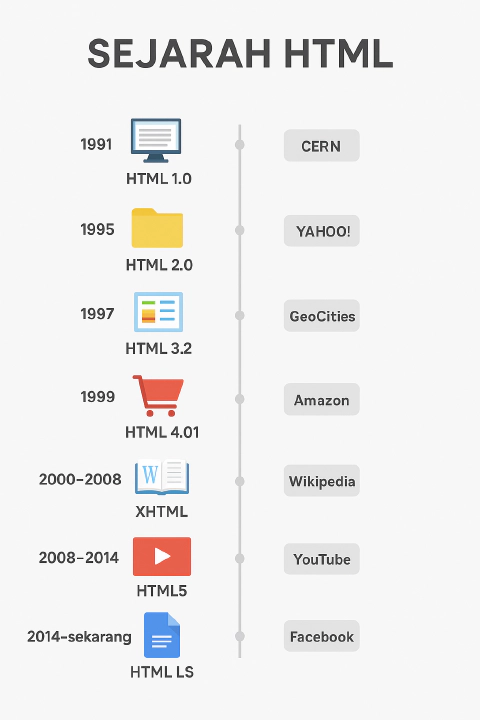 SEJARAH HTML
1991
HTML 1.0
CERN
1995
HTML 2.0
YAHOO!
1997
HTML 3.2
GeoCities
1999
HTML 4.01
Amazon
2000–2008
W
XHTML
Wikipedia
2008–2014
HTML5
YouTube
2014–sekarang
HTML LS
Facebook